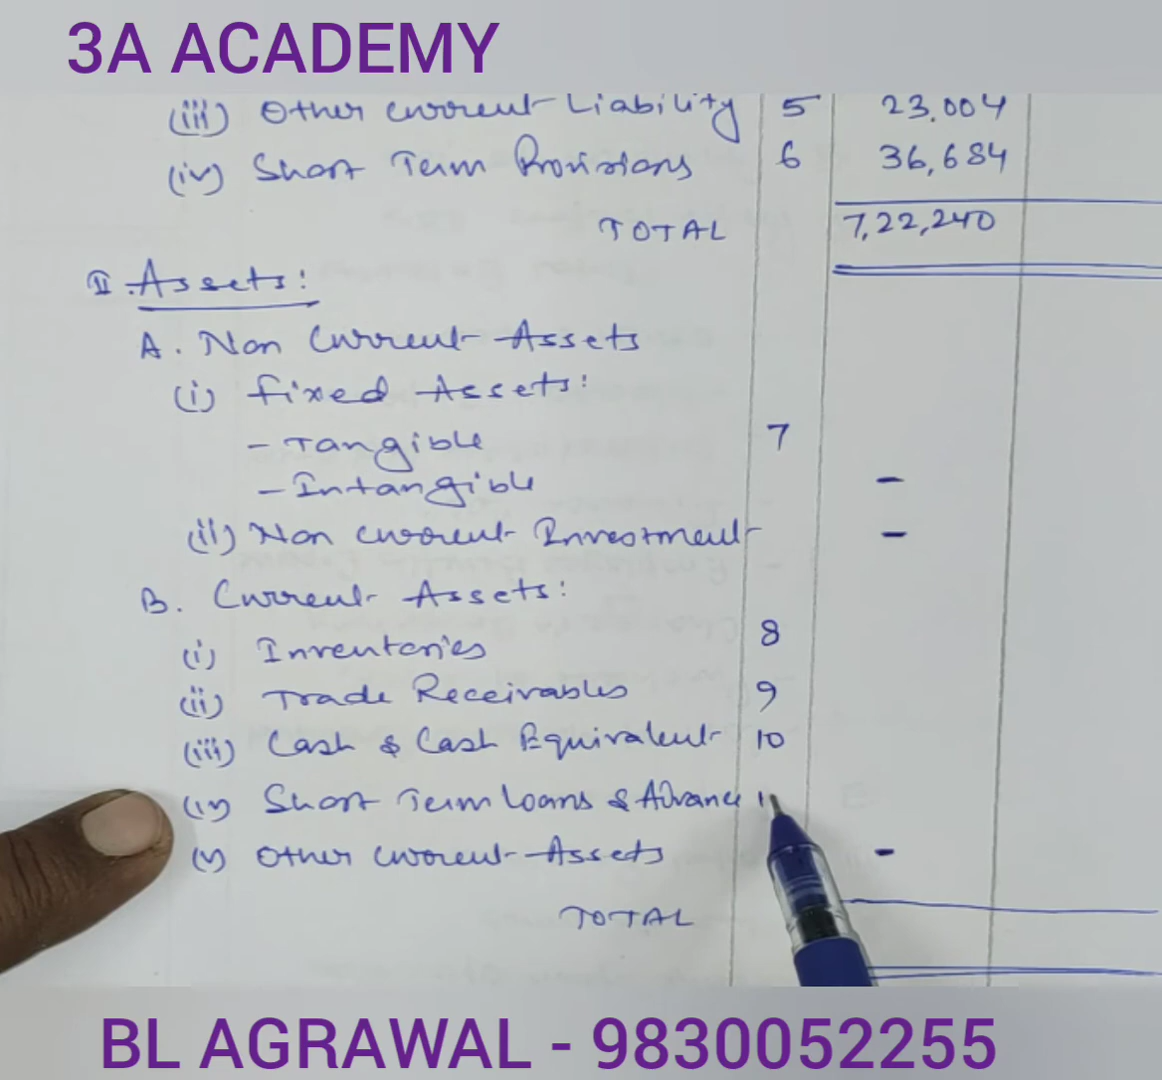 3A ACADEMY
(iii) Other current Liability 5 23,004
(iv) Short Term Provisions 6 36,684
TOTAL 7,22,240
II. Assets:
A. Non Current Assets
(i) fixed Assets:
- Tangible 7
- Intangible -
(ii) Non current Investment -
B. Current Assets:
(i) Inventories 8
(ii) Trade Receivables 9
(iii) Cash & Cash Equivalent 10
(iv) Short Term Loans & Advance 1
(v) Other current Assets -
TOTAL
BL AGRAWAL - 9830052255